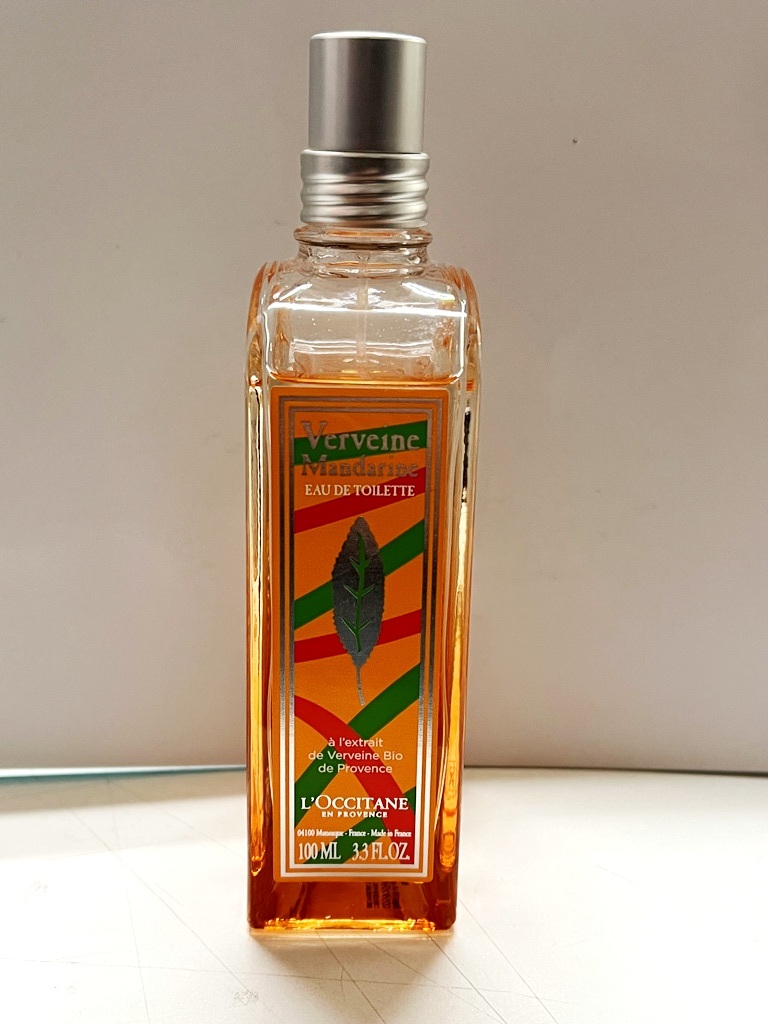 Verveine
Mandarine
EAU DE TOILETTE
à l'extrait
de Verveine Bio
de Provence
L'OCCITANE
EN PROVENCE
04100 Manosque - France - Made in France
100 ML 3.3 FL.OZ.